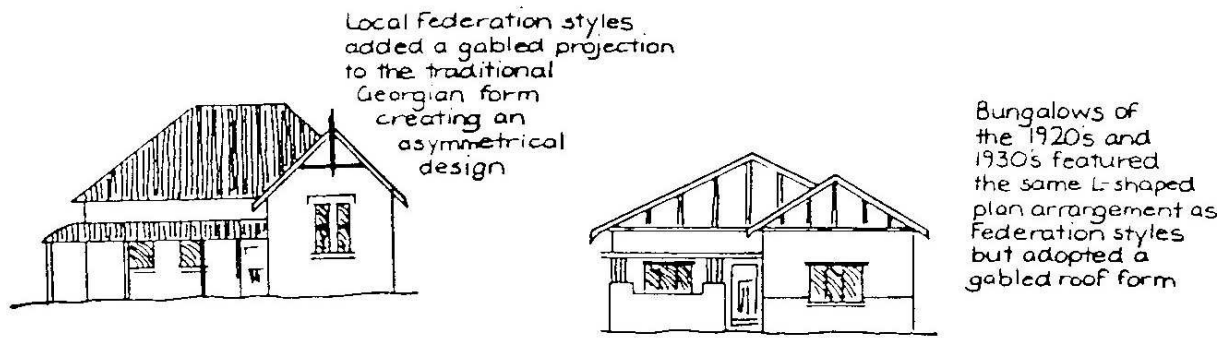 Local Federation styles
added a gabled projection
to the traditional
Georgian form
creating an
asymmetrical
design
Bungalows of
the 1920's and
1930's featured
the same L-shaped
plan arrangement as
Federation styles
but adopted a
gabled roof form